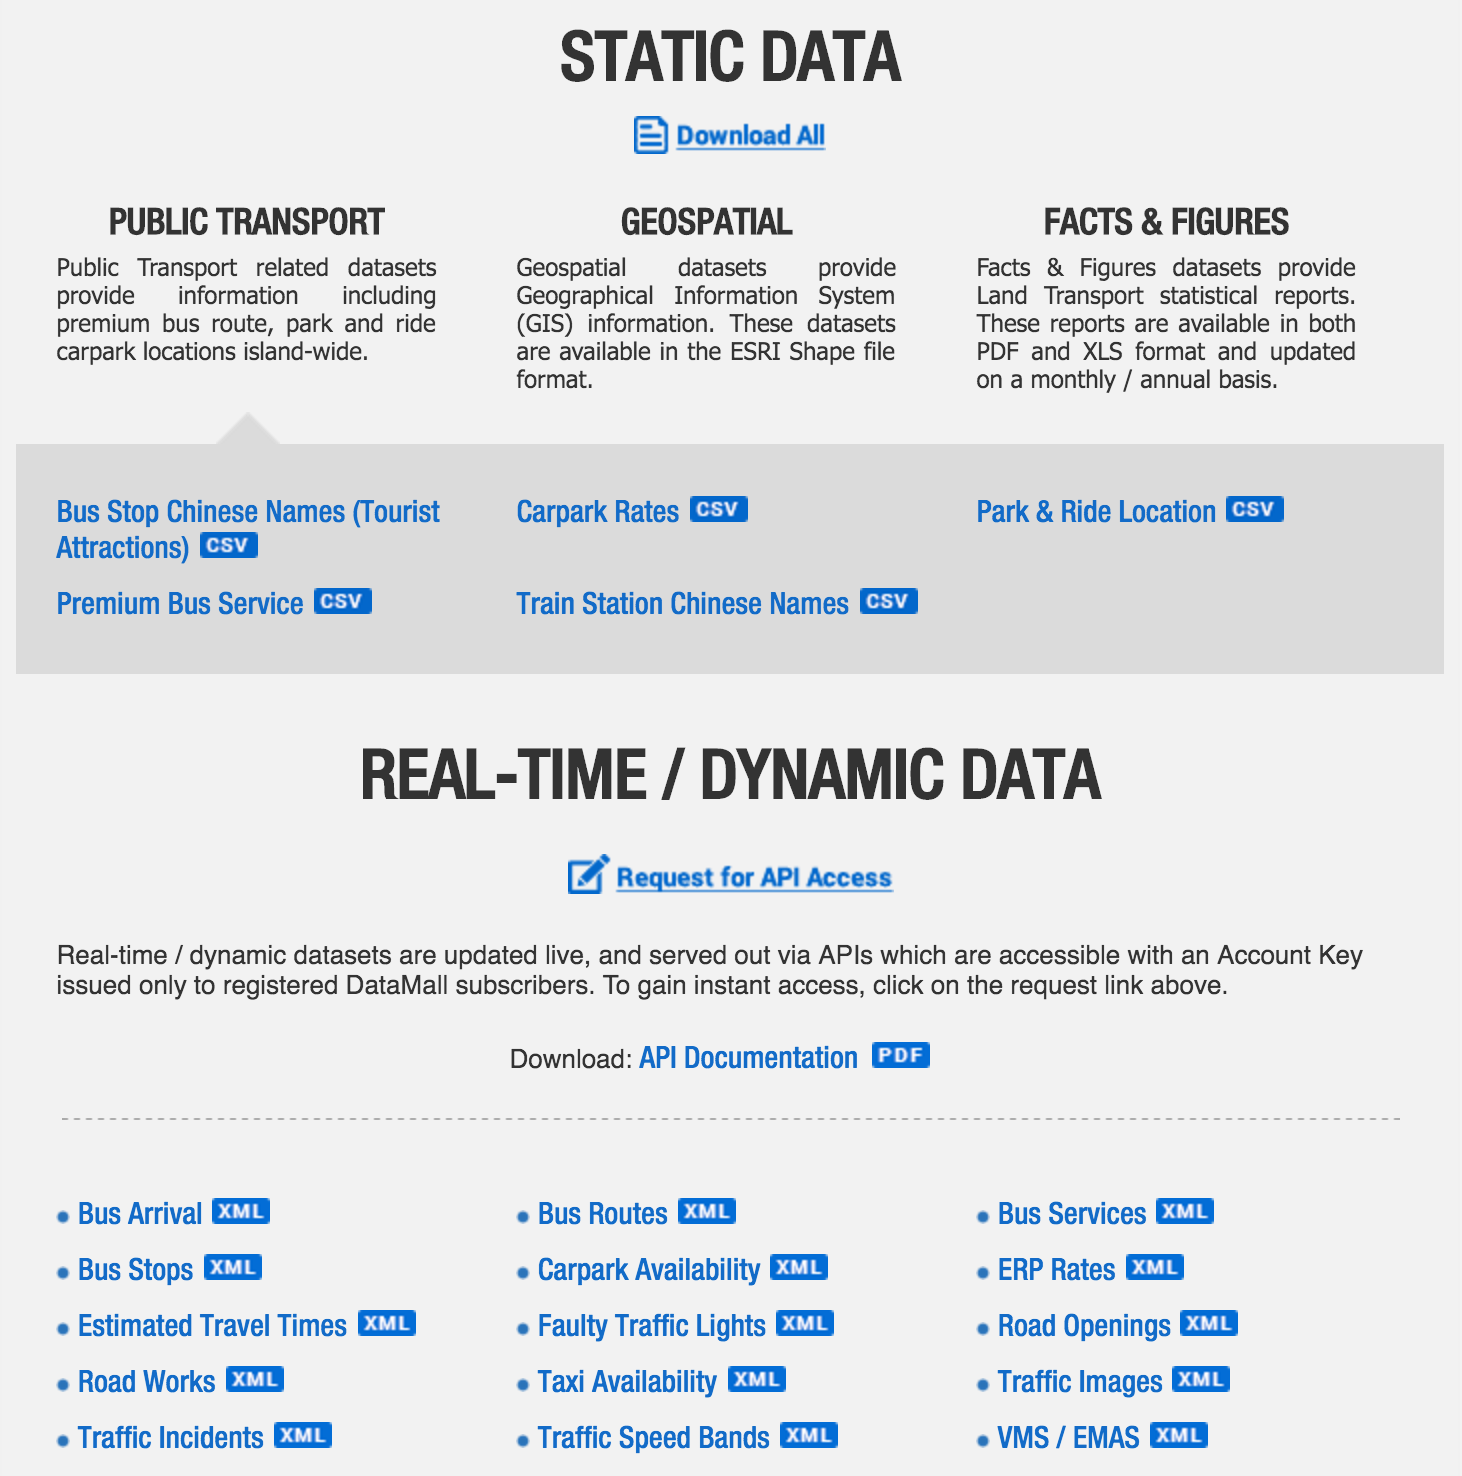 STATIC DATA
Download All
PUBLIC TRANSPORT
Public Transport related datasets
provide information including
premium bus route, park and ride
carpark locations island-wide.
GEOSPATIAL
Geospatial datasets provide
Geographical Information System
(GIS) information. These datasets
are available in the ESRI Shape file
format.
FACTS & FIGURES
Facts & Figures datasets provide
Land Transport statistical reports.
These reports are available in both
PDF and XLS format and updated
on a monthly / annual basis.
Bus Stop Chinese Names (Tourist
Attractions) CSV
Carpark Rates CSV
Park & Ride Location CSV
Premium Bus Service CSV
Train Station Chinese Names CSV
REAL-TIME / DYNAMIC DATA
Request for API Access
Real-time / dynamic datasets are updated live, and served out via APIs which are accessible with an Account Key
issued only to registered DataMall subscribers. To gain instant access, click on the request link above.
Download: API Documentation PDF
Bus Arrival XML
Bus Routes XML
Bus Services XML
Bus Stops XML
Carpark Availability XML
ERP Rates XML
Estimated Travel Times XML
Faulty Traffic Lights XML
Road Openings XML
Road Works XML
Taxi Availability XML
Traffic Images XML
Traffic Incidents XML
Traffic Speed Bands XML
VMS / EMAS XML